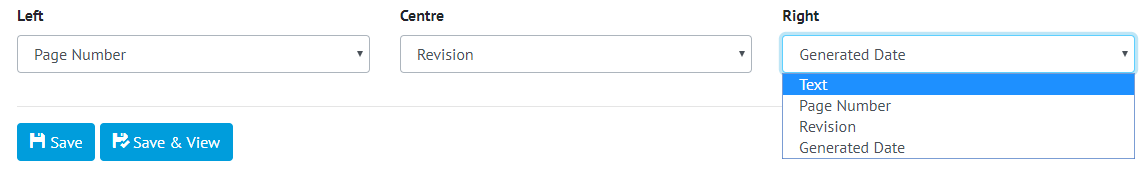 Left Centre Right
Page Number Revision Generated Date
Text
Page Number
Revision
Generated Date
Save Save & View